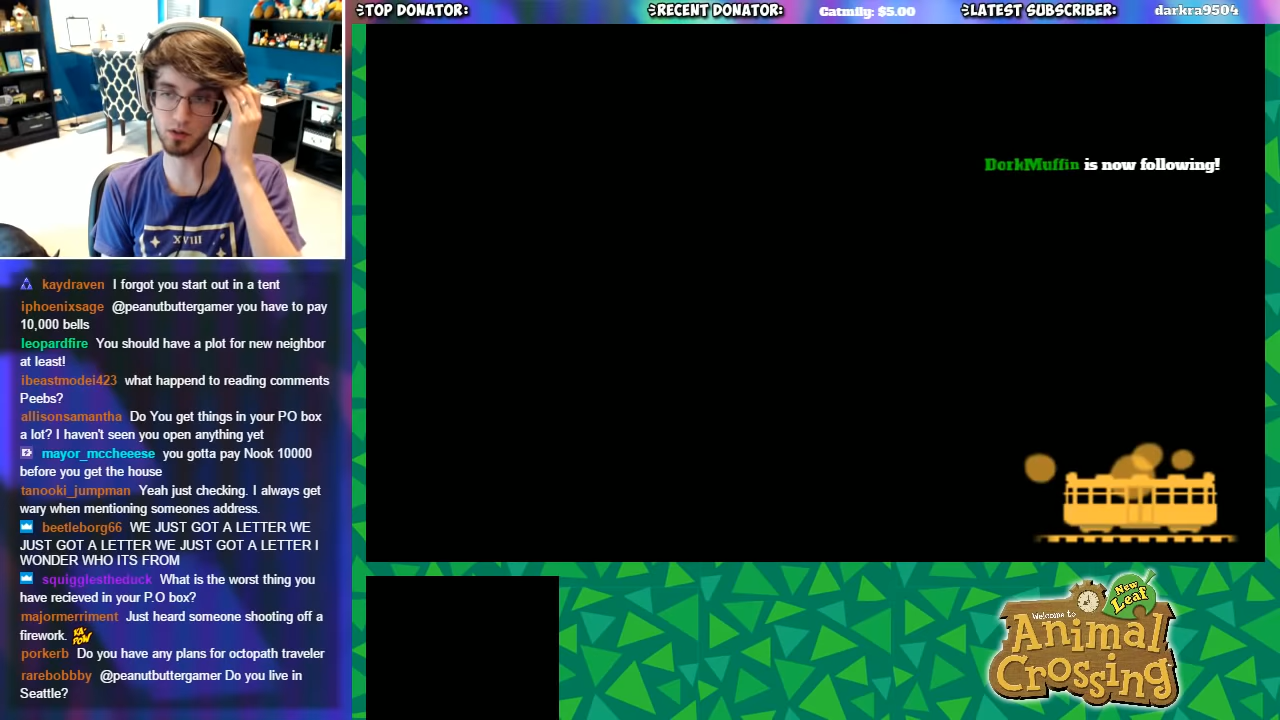 TOP DONATOR:
RECENT DONATOR:
Catmily: $5.00
LATEST SUBSCRIBER:
darkra9504
XVIII
DorkMuffin is now following!
kaydraven I forgot you start out in a tent
iphoenixsage @peanutbuttergamer you have to pay
10,000 bells
leopardfire You should have a plot for new neighbor
at least!
ibeastmodei423 what happend to reading comments
Peebs?
allisonsamantha Do You get things in your PO box
a lot? I haven't seen you open anything yet
mayor_mccheeese you gotta pay Nook 10000
before you get the house
tanooki_jumpman Yeah just checking. I always get
wary when mentioning someones address.
beetleborg66 WE JUST GOT A LETTER WE
JUST GOT A LETTER WE JUST GOT A LETTER I
WONDER WHO ITS FROM
squigglestheduck What is the worst thing you
have recieved in your P.O box?
majormerriment Just heard someone shooting off a
firework. KAPOW
porkerb Do you have any plans for octopath traveler
rarebobbby @peanutbuttergamer Do you live in
Seattle?
Welcome to
Animal
Crossing
New
Leaf